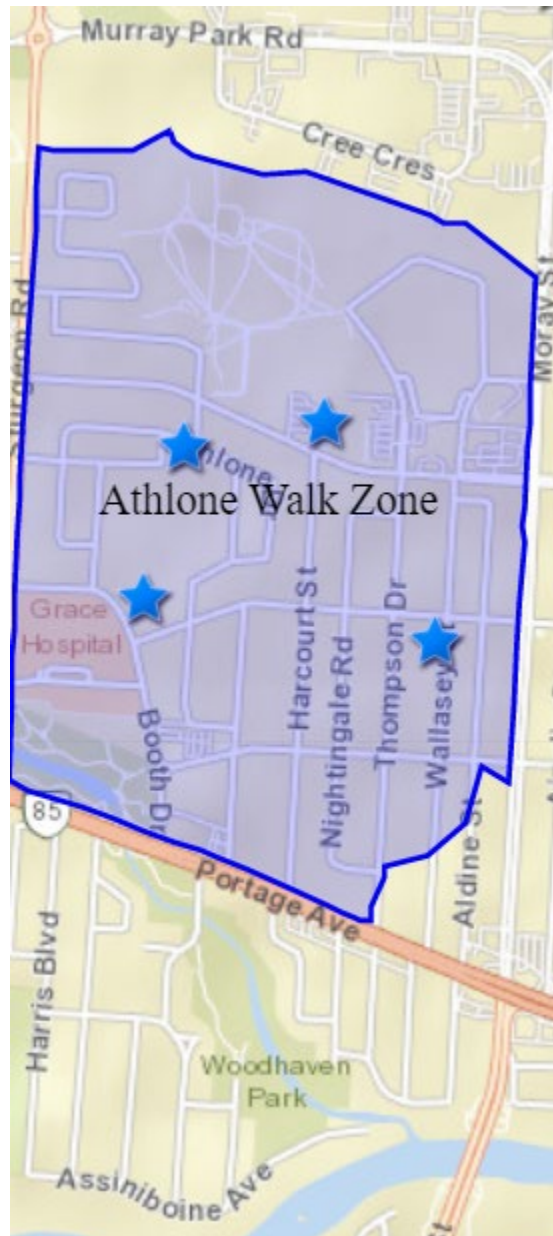 Murray Park Rd
Cree Cres
Moray St
Sturgeon Rd
Athlone Walk Zone
Grace
Hospital
Harcourt St
Nightingale Rd
Thompson Dr
Booth Dr
85
Portage Ave
Aldine St
Harris Blvd
Woodhaven
Park
Assiniboine Ave
St